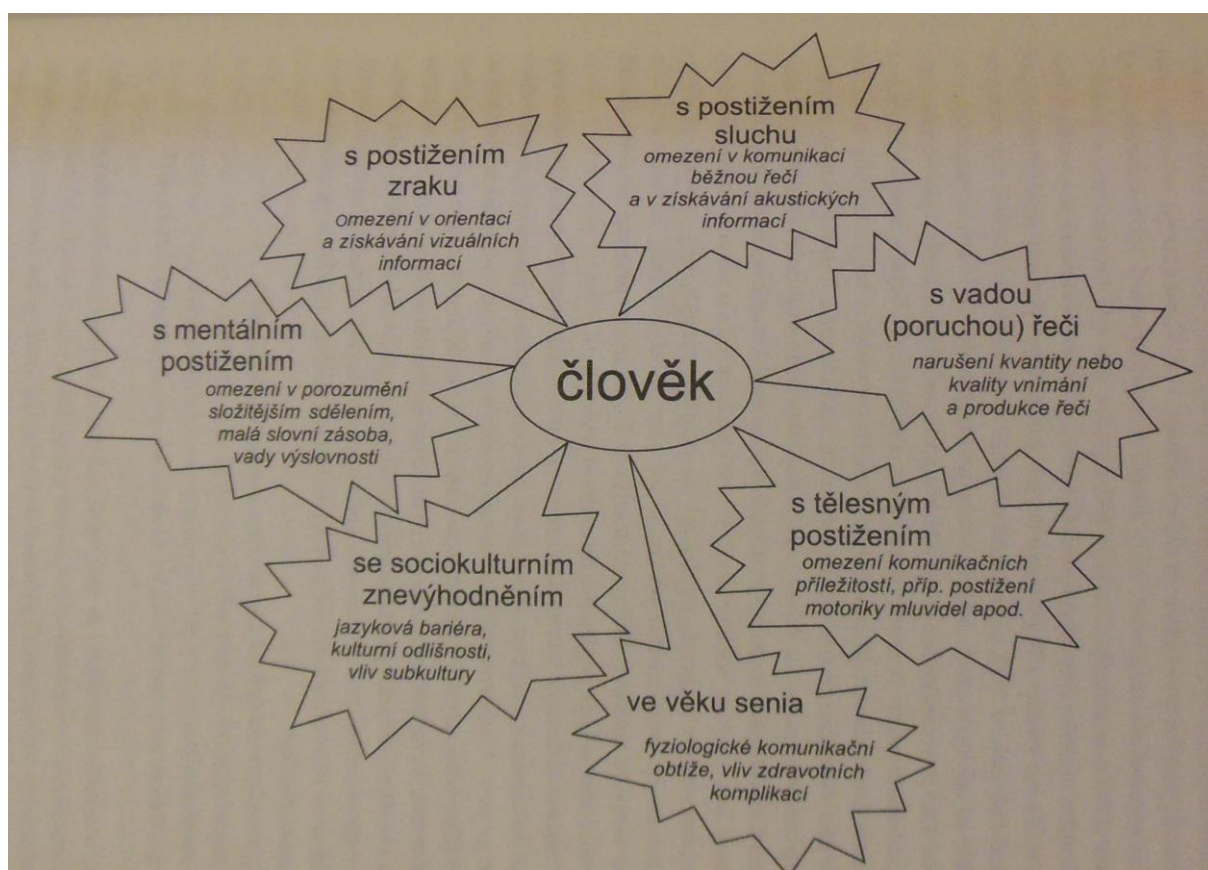 s postižením
sluchu
omezení v komunikaci
běžnou řečí
a v získávání akustických
informací
s postižením
zraku
omezení v orientaci
a získávání vizuálních
informací
s vadou
(poruchou) řeči
narušení kvantity nebo
kvality vnímání
a produkce řeči
s mentálním
postižením
omezení v porozumění
složitějším sdělením,
malá slovní zásoba,
vady výslovnosti
člověk
s tělesným
postižením
omezení komunikačních
příležitostí, příp. postižení
motoriky mluvidel apod.
se sociokulturním
znevýhodněním
jazyková bariéra,
kulturní odlišnosti,
vliv subkultury
ve věku senia
fyziologické komunikační
obtíže, vliv zdravotních
komplikací